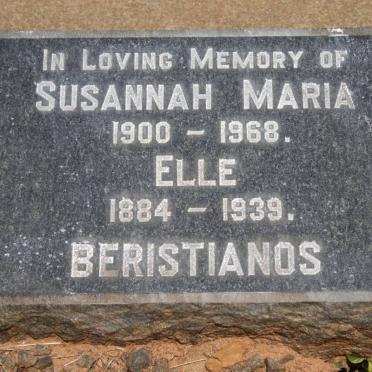 In Loving Memory of
Susannah Maria
1900 – 1968.
Elle
1884 – 1939.
Beristianos